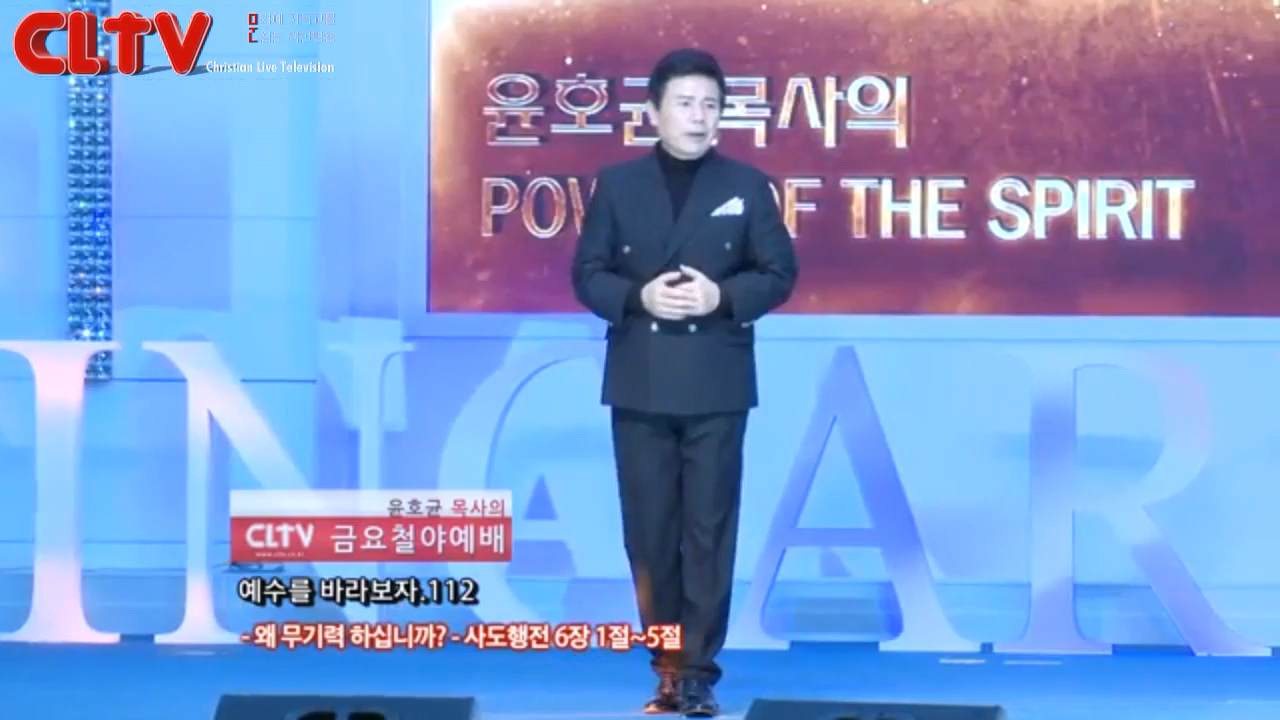 CLTV
Christian Live Television
윤호균 목사의
POWER OF THE SPIRIT
INCAR
윤호균 목사의
CLTV 금요철야예배
예수를 바라보자.112
- 왜 무기력 하십니까? - 사도행전 6장 1절~5절